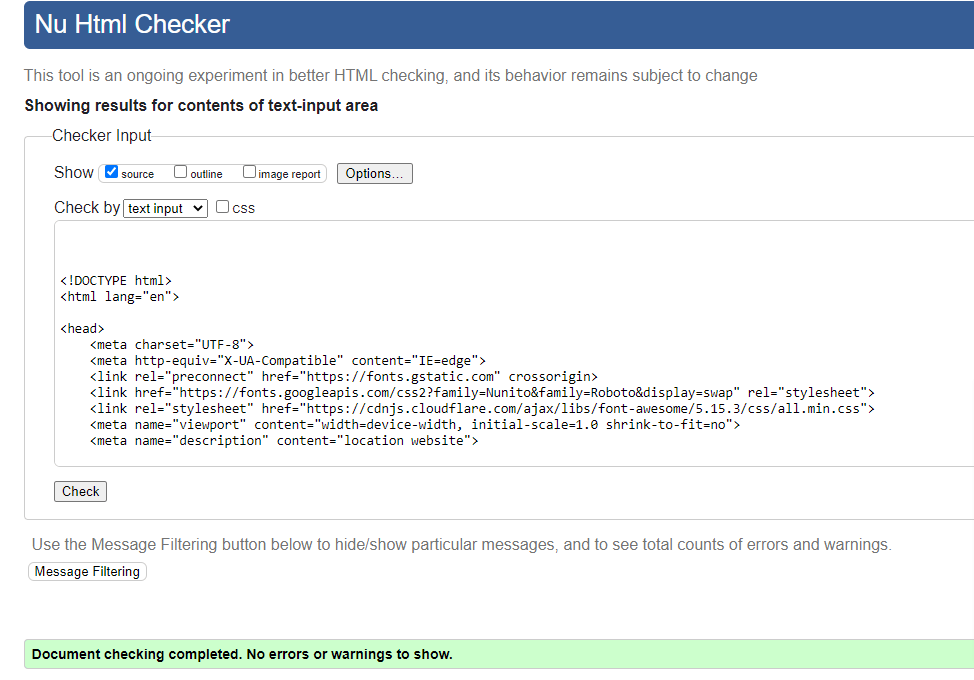 Nu Html Checker
This tool is an ongoing experiment in better HTML checking, and its behavior remains subject to change
Showing results for contents of text-input area
Checker Input
Show source outline image report Options...
Check by text input css
<!DOCTYPE html>
<html lang="en">
<head>
<meta charset="UTF-8">
<meta http-equiv="X-UA-Compatible" content="IE=edge">
<link rel="preconnect" href="https://fonts.gstatic.com" crossorigin>
<link href="https://fonts.googleapis.com/css2?family=Nunito&family=Roboto&display=swap" rel="stylesheet">
<link rel="stylesheet" href="https://cdnjs.cloudflare.com/ajax/libs/font-awesome/5.15.3/css/all.min.css">
<meta name="viewport" content="width=device-width, initial-scale=1.0 shrink-to-fit=no">
<meta name="description" content="location website">
Check
Use the Message Filtering button below to hide/show particular messages, and to see total counts of errors and warnings.
Message Filtering
Document checking completed. No errors or warnings to show.